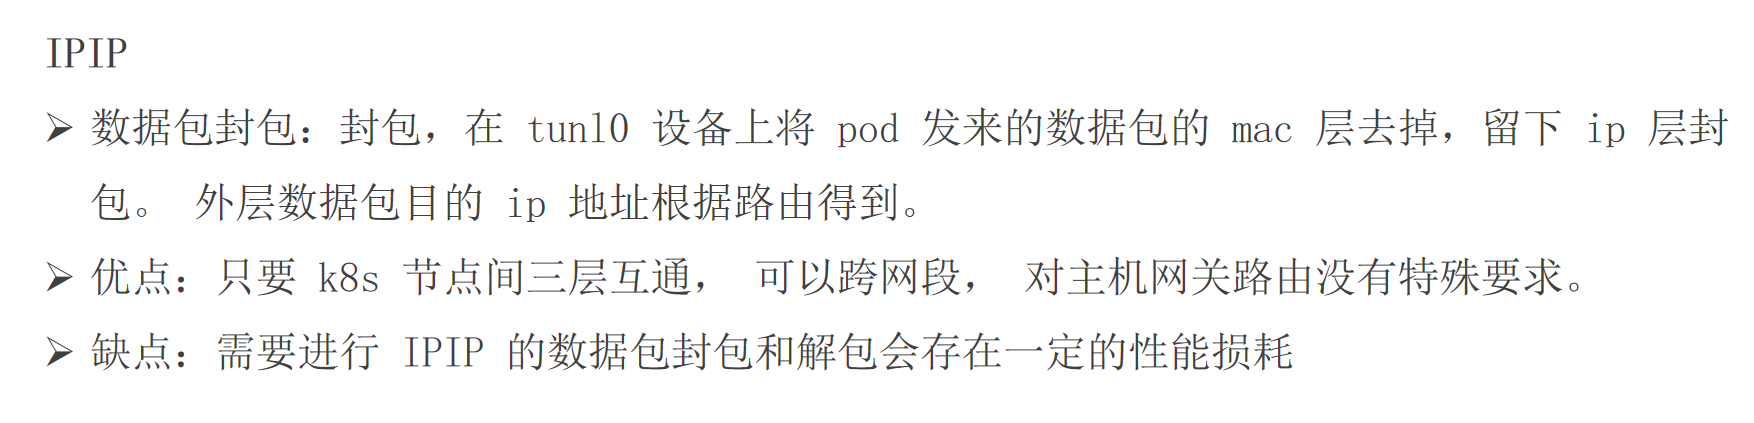 IPIP
➢ 数据包封包：封包，在 tunl0 设备上将 pod 发来的数据包的 mac 层去掉，留下 ip 层封
包。 外层数据包目的 ip 地址根据路由得到。
➢ 优点：只要 k8s 节点间三层互通， 可以跨网段， 对主机网关路由没有特殊要求。
➢ 缺点：需要进行 IPIP 的数据包封包和解包会存在一定的性能损耗